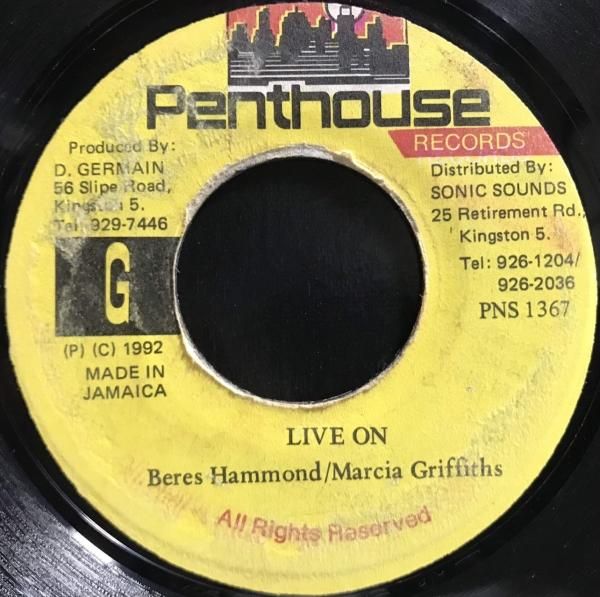 Penthouse
RECORDS
Produced By:
D. GERMAIN
56 Slipe Road,
Kingston 5.
Tel: 929-7446
Distributed By:
SONIC SOUNDS
25 Retirement Rd.,
Kingston 5.
Tel: 926-1204/
926-2036
PNS 1367
G
(P) (C) 1992
MADE IN
JAMAICA
LIVE ON
Beres Hammond/Marcia Griffiths
All Rights Reserved